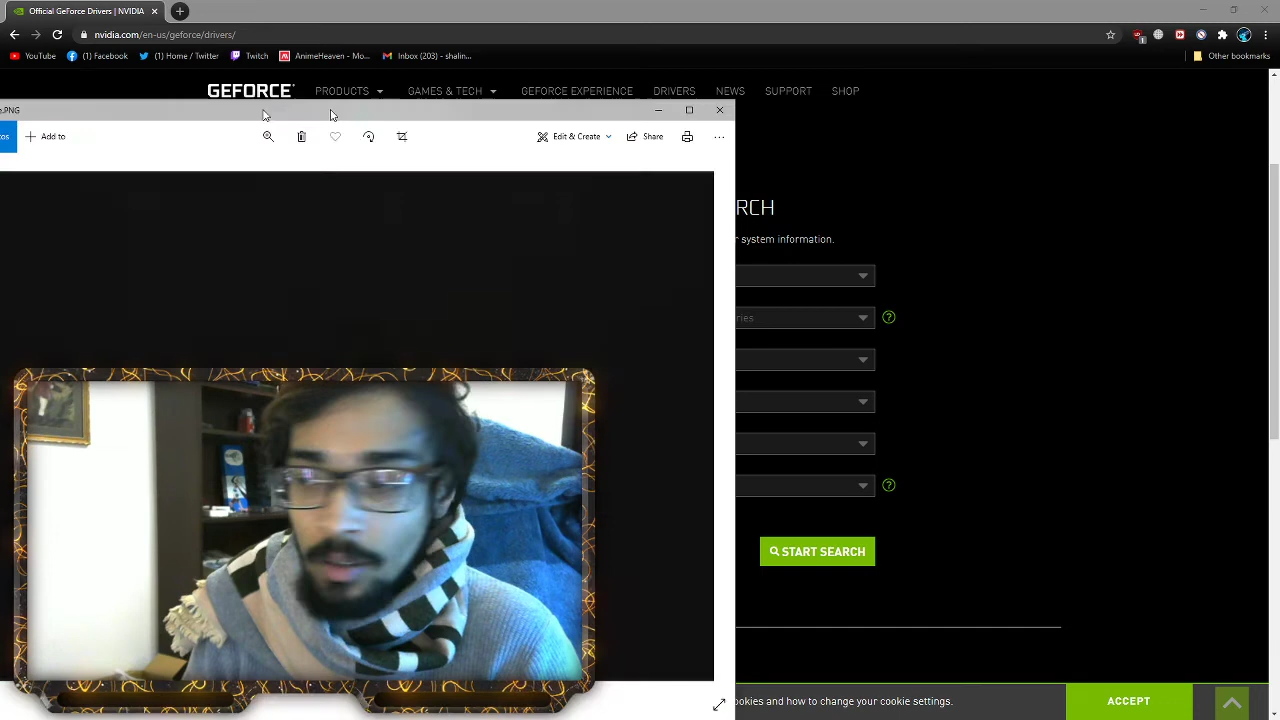 Official GeForce Drivers | NVIDIA
nvidia.com/en-us/geforce/drivers/
YouTube (1) Facebook (1) Home / Twitter Twitch AnimeHeaven - Mo... Inbox (203) - shalin... Other bookmarks
GEFORCE PRODUCTS GAMES & TECH GEFORCE EXPERIENCE DRIVERS NEWS SUPPORT SHOP
.PNG
Add to Edit & Create Share
RCH
system information.
ries
START SEARCH
ookies and how to change your cookie settings. ACCEPT